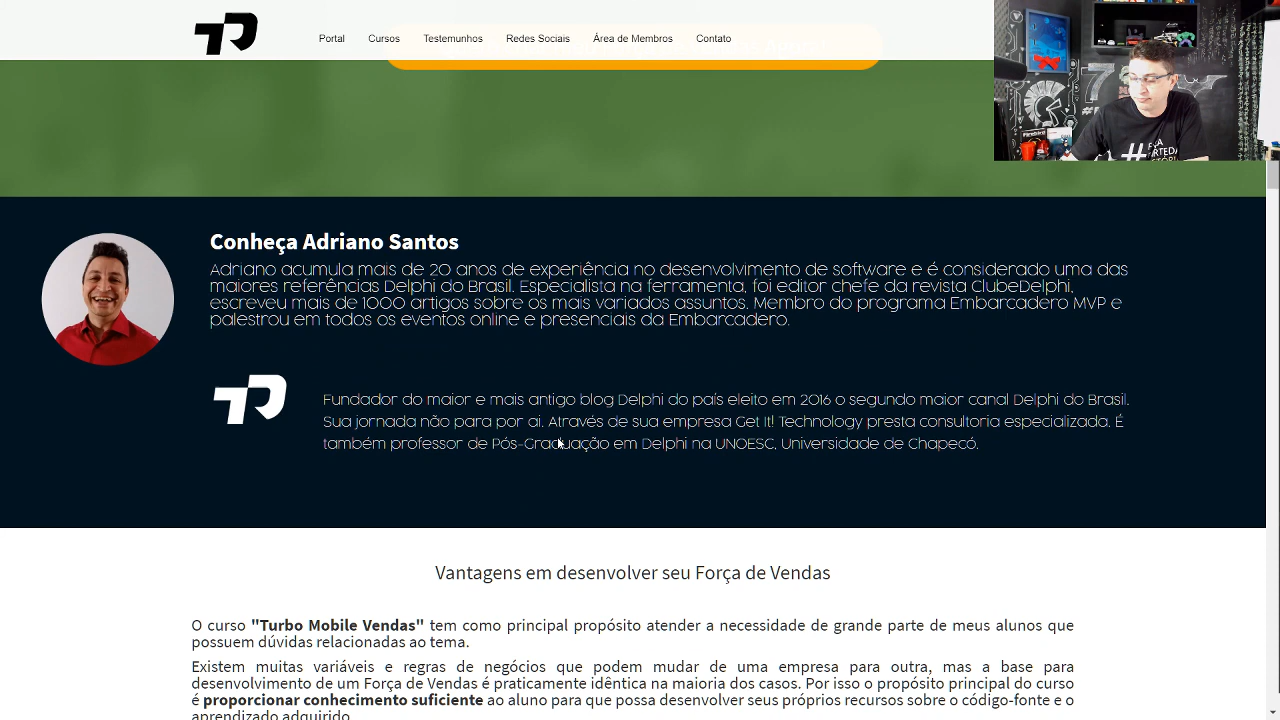 Portal Cursos Testemunhos Redes Sociais Área de Membros Contato
Conheça Adriano Santos
Adriano acumula mais de 20 anos de experiência no desenvolvimento de software e é considerado uma das
maiores referências Delphi do Brasil. Especialista na ferramenta, foi editor chefe da revista ClubeDelphi,
escreveu mais de 1000 artigos sobre os mais variados assuntos. Membro do programa Embarcadero MVP e
palestrou em todos os eventos online e presenciais da Embarcadero.
Fundador do maior e mais antigo blog Delphi do país eleito em 2016 o segundo maior canal Delphi do Brasil.
Sua jornada não para por ai. Através de sua empresa Get It! Technology presta consultoria especializada. É
também professor de Pós-Graduação em Delphi na UNOESC, Universidade de Chapecó.
Vantagens em desenvolver seu Força de Vendas
O curso "Turbo Mobile Vendas" tem como principal propósito atender a necessidade de grande parte de meus alunos que
possuem dúvidas relacionadas ao tema.
Existem muitas variáveis e regras de negócios que podem mudar de uma empresa para outra, mas a base para
desenvolvimento de um Força de Vendas é praticamente idêntica na maioria dos casos. Por isso o propósito principal do curso
é proporcionar conhecimento suficiente ao aluno para que possa desenvolver seus próprios recursos sobre o código-fonte e o
aprendizado adquirido.